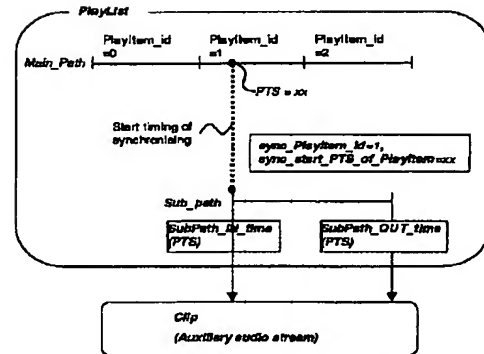 PlayList
PlayItem_id =0
PlayItem_id =1
PlayItem_id =2
Main_Path
PTS = xx
Start timing of
synchronising
sync_PlayItem_id=1,
sync_start_PTS_of_PlayItem=xx
Sub_path
SubPath_IN_time
(PTS)
SubPath_OUT_time
(PTS)
Clip
(Auxiliary audio stream)